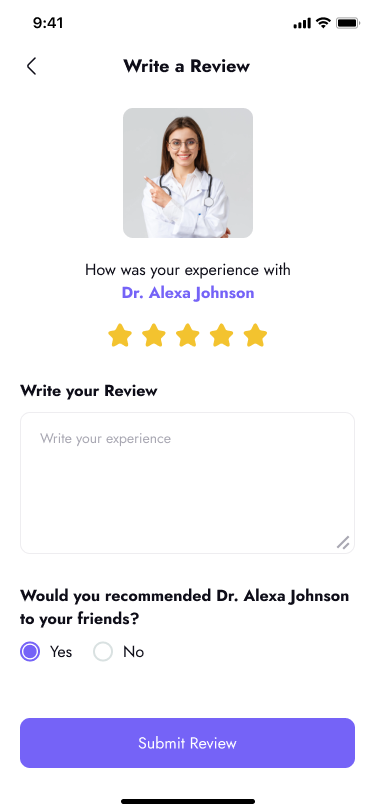 9:41
Write a Review
How was your experience with
Dr. Alexa Johnson
Write your Review
Write your experience
Would you recommended Dr. Alexa Johnson
to your friends?
Yes No
Submit Review